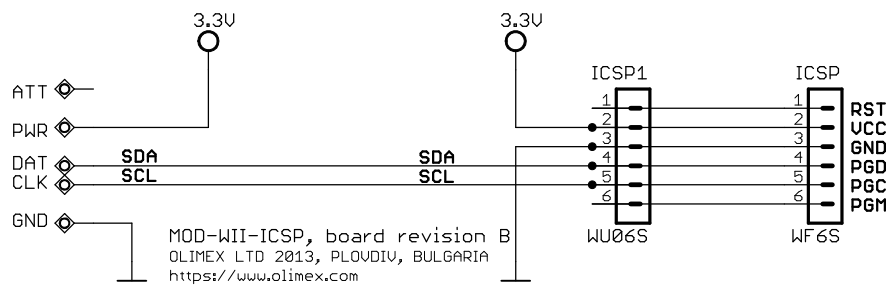 3.3V 3.3V
ICSP1 ICSP
ATT
1 1 RST
PWR 2 2 VCC
3 3 GND
DAT SDA SDA 4 4 PGD
CLK SCL SCL 5 5 PGC
6 6 PGM
GND
WU06S WF6S
MOD-WII-ICSP, board revision B
OLIMEX LTD 2013, PLOVDIV, BULGARIA
https://www.olimex.com